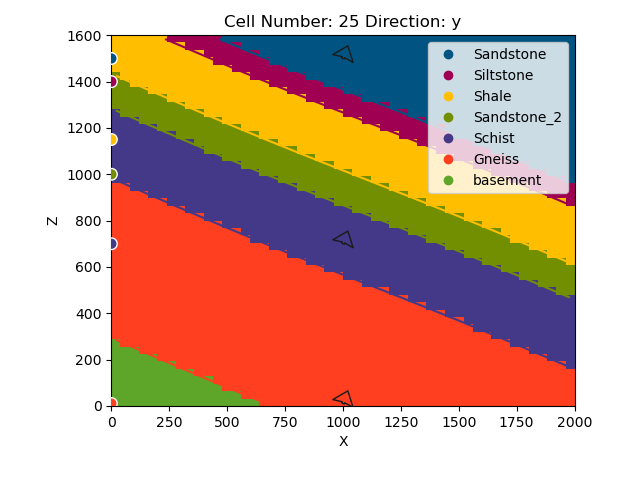 Cell Number: 25 Direction: y
1600
1400
1200
1000
800
600
400
200
0
Z
Sandstone
Siltstone
Shale
Sandstone_2
Schist
Gneiss
basement
0 250 500 750 1000 1250 1500 1750 2000
X